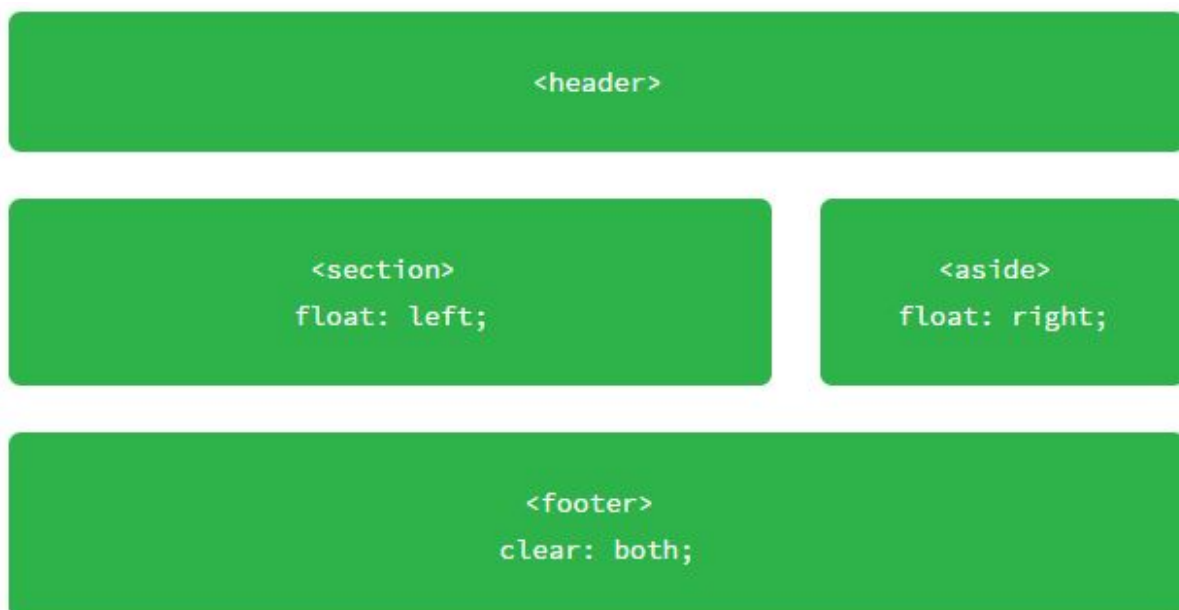 <header>
<section>
float: left;
<aside>
float: right;
<footer>
clear: both;